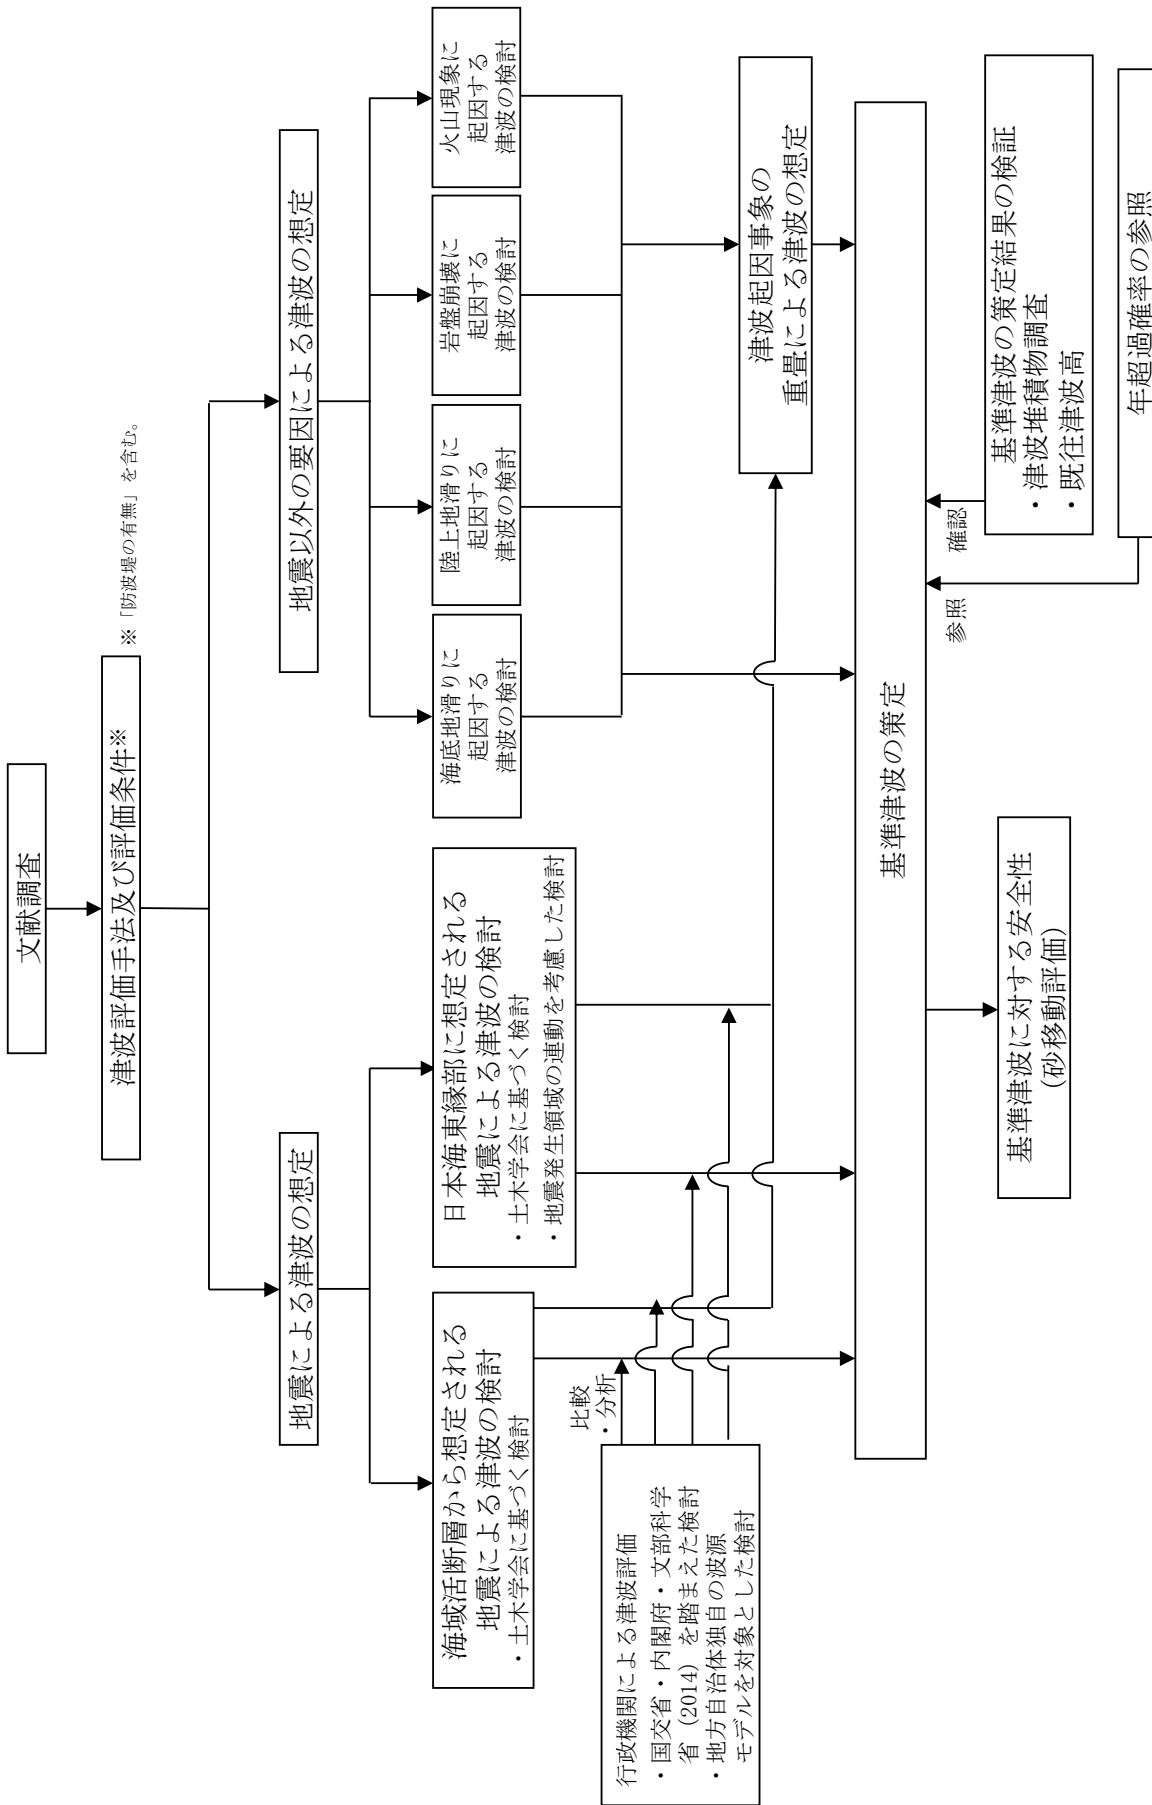 文献調査
津波評価手法及び評価条件※
※「防波堤の有無」を含む。
地震による津波の想定
地震以外の要因による津波の想定
海域活断層から想定される
地震による津波の検討
・土木学会に基づく検討
日本海東縁部に想定される
地震による津波の検討
・土木学会に基づく検討
・地震発生領域の連動を考慮した検討
海底地滑りに
起因する
津波の検討
陸上地滑りに
起因する
津波の検討
岩盤崩壊に
起因する
津波の検討
火山現象に
起因する
津波の検討
比較
・分析
行政機関による津波評価
・国交省・内閣府・文部科学
省（2014）を踏まえた検討
・地方自治体独自の波源
モデルを対象とした検討
津波起因事象の
重畳による津波の想定
基準津波の策定
参照
確認
基準津波に対する安全性
(砂移動評価)
基準津波の策定結果の検証
・津波堆積物調査
・既往津波高
年超過確率の参照